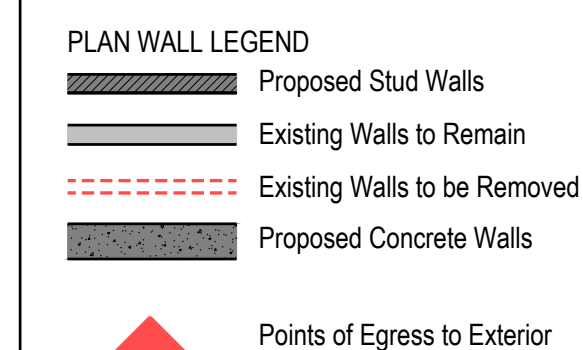 PLAN WALL LEGEND
Proposed Stud Walls
Existing Walls to Remain
Existing Walls to be Removed
Proposed Concrete Walls
Points of Egress to Exterior